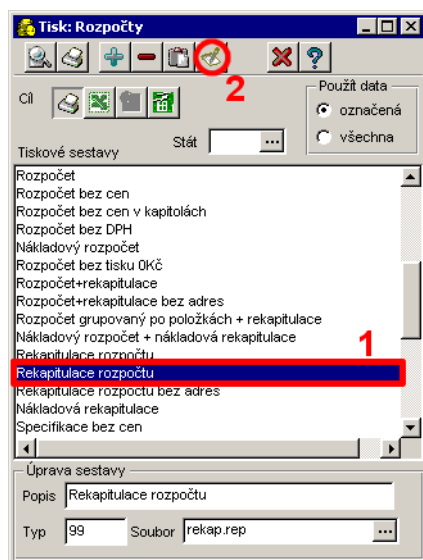 Tisk: Rozpočty
2
Cíl
Použít data
označená
všechna
Stát
...
Tiskové sestavy
Rozpočet
Rozpočet bez cen
Rozpočet bez cen v kapitolách
Rozpočet bez DPH
Nákladový rozpočet
Rozpočet bez tisku 0Kč
Rozpočet+rekapitulace
Rozpočet+rekapitulace bez adres
Rozpočet grupovaný po položkách + rekapitulace
Nákladový rozpočet + nákladová rekapitulace
1
Rekapitulace rozpočtu
Rekapitulace rozpočtu
Rekapitulace rozpočtu bez adres
Nákladová rekapitulace
Specifikace bez cen
Úprava sestavy
Popis Rekapitulace rozpočtu
Typ 99 Soubor rekap.rep ...